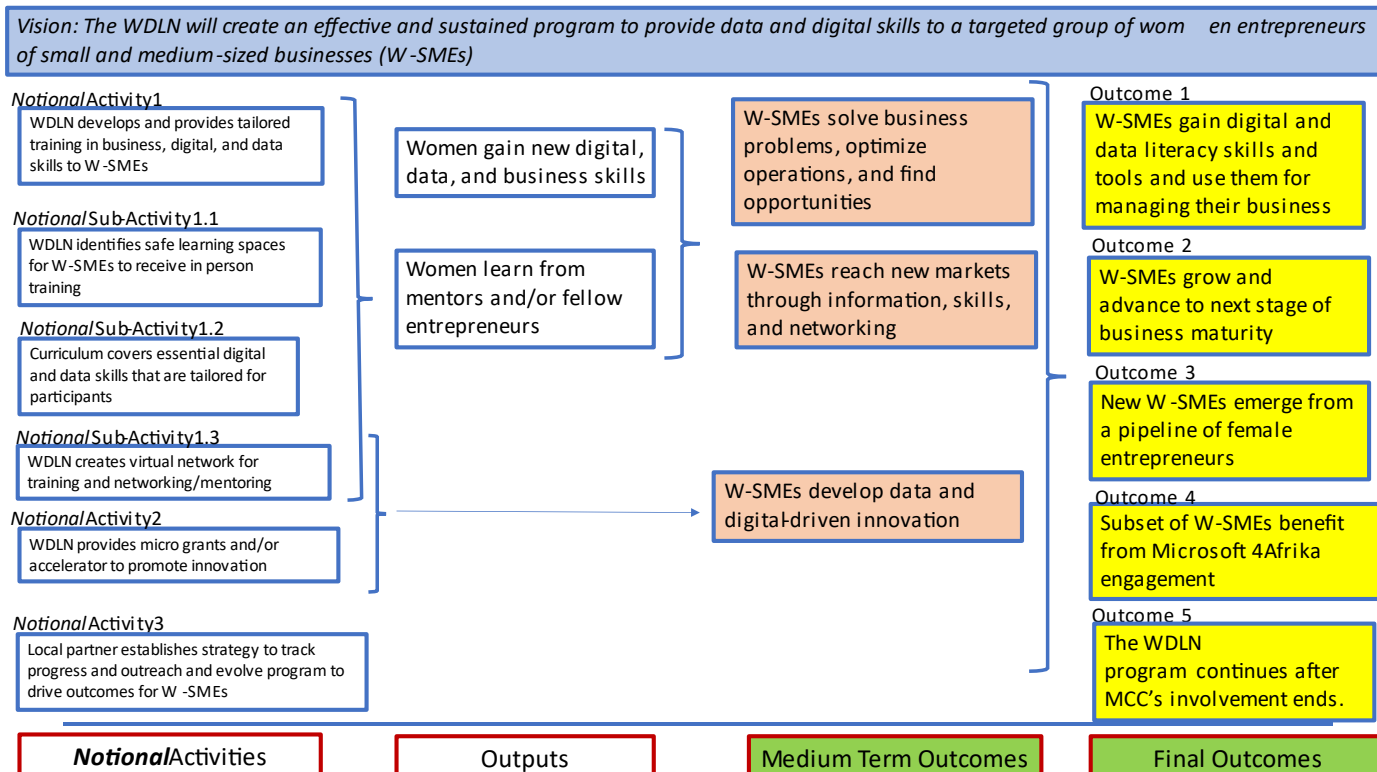 Vision: The WDLN will create an effective and sustained program to provide data and digital skills to a targeted group of wom en entrepreneurs
of small and medium-sized businesses (W-SMEs)
Notional Activity1
WDLN develops and provides tailored
training in business, digital, and data
skills to W-SMEs
Notional Sub-Activity1.1
WDLN identifies safe learning spaces
for W-SMEs to receive in person
training
Notional Sub-Activity1.2
Curriculum covers essential digital
and data skills that are tailored for
participants
Notional Sub-Activity1.3
WDLN creates virtual network for
training and networking/mentoring
Notional Activity2
WDLN provides micro grants and/or
accelerator to promote innovation
Notional Activity3
Local partner establishes strategy to track
progress and outreach and evolve program to
drive outcomes for W-SMEs
Women gain new digital,
data, and business skills
Women learn from
mentors and/or fellow
entrepreneurs
W-SMEs solve business
problems, optimize
operations, and find
opportunities
W-SMEs reach new markets
through information, skills,
and networking
W-SMEs develop data and
digital-driven innovation
Outcome 1
W-SMEs gain digital and
data literacy skills and
tools and use them for
managing their business
Outcome 2
W-SMEs grow and
advance to next stage of
business maturity
Outcome 3
New W-SMEs emerge from
a pipeline of female
entrepreneurs
Outcome 4
Subset of W-SMEs benefit
from Microsoft 4Afrika
engagement
Outcome 5
The WDLN
program continues after
MCC's involvement ends.
Notional Activities
Outputs
Medium Term Outcomes
Final Outcomes